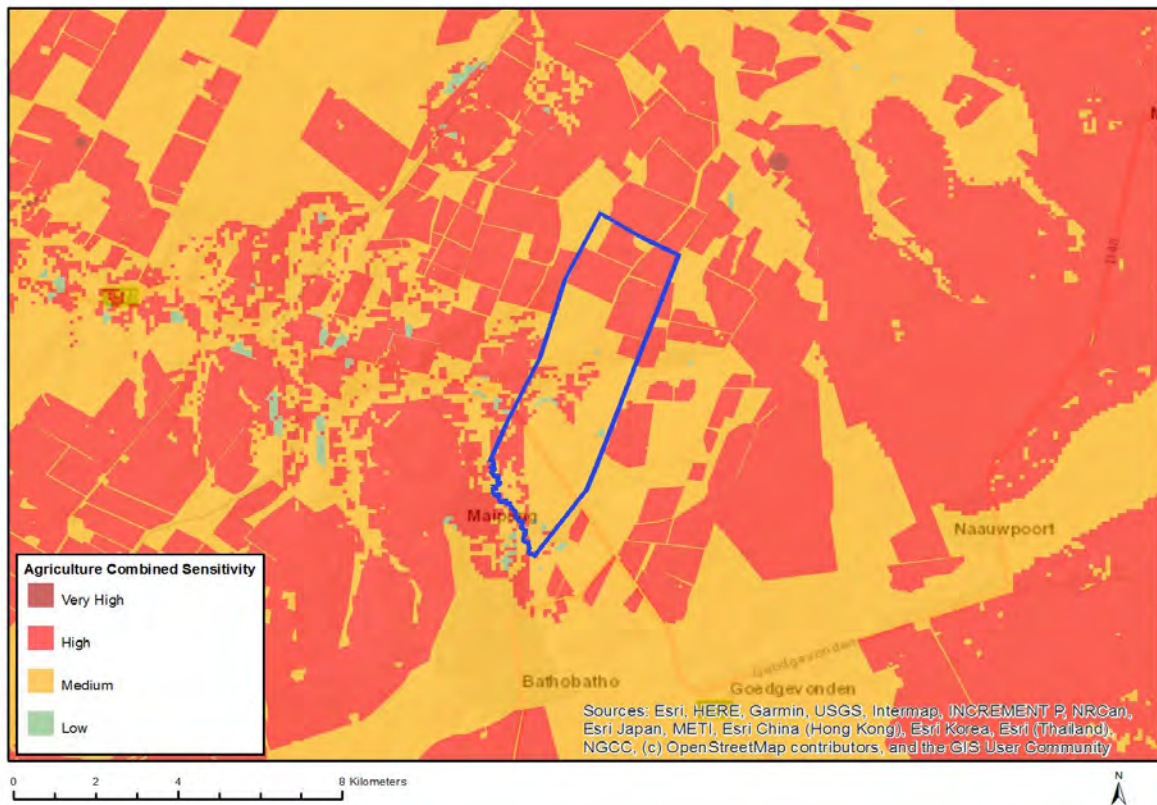 D48
Naauwpoort
Bathobatho
Goedgevonden
Goedgevonden
Agriculture Combined Sensitivity
Very High
High
Medium
Low
Sources: Esri, HERE, Garmin, USGS, Intermap, INCREMENT P, NRCan,
Esri Japan, METI, Esri China (Hong Kong), Esri Korea, Esri (Thailand),
NGCC, (c) OpenStreetMap contributors, and the GIS User Community
0 2 4 8 Kilometers
N